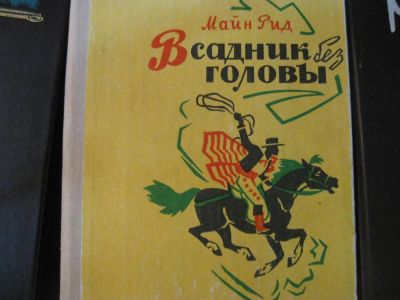 Майн Рид
Всадник без
головы